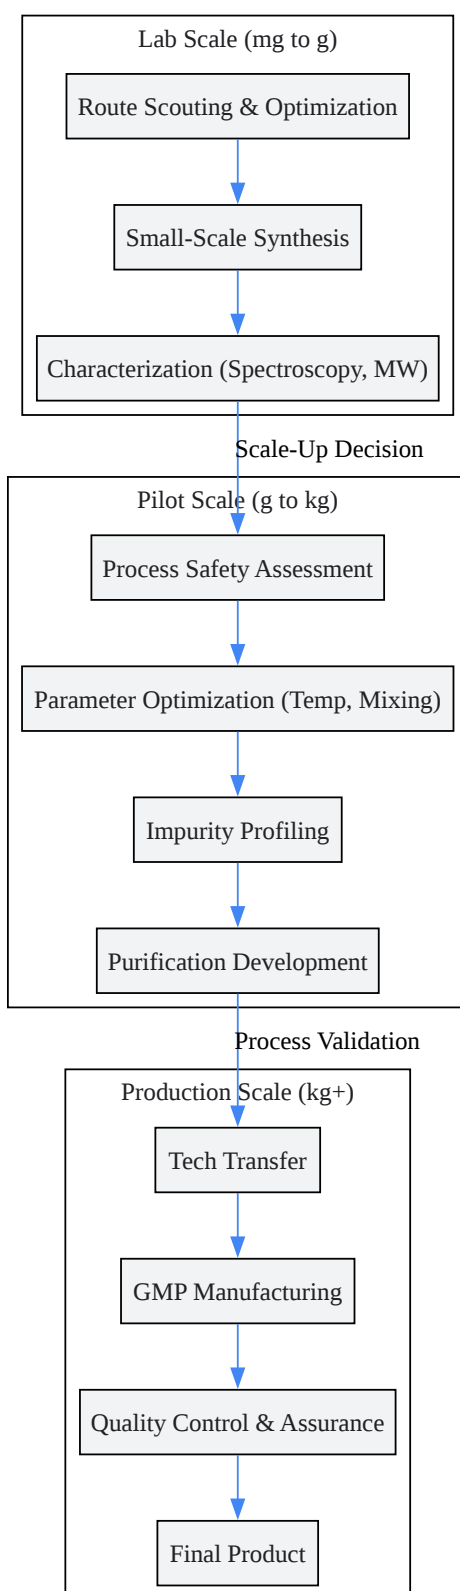 Lab Scale (mg to g)
Route Scouting & Optimization
Small-Scale Synthesis
Characterization (Spectroscopy, MW)
Scale-Up Decision
Pilot Scale (g to kg)
Process Safety Assessment
Parameter Optimization (Temp, Mixing)
Impurity Profiling
Purification Development
Process Validation
Production Scale (kg+)
Tech Transfer
GMP Manufacturing
Quality Control & Assurance
Final Product